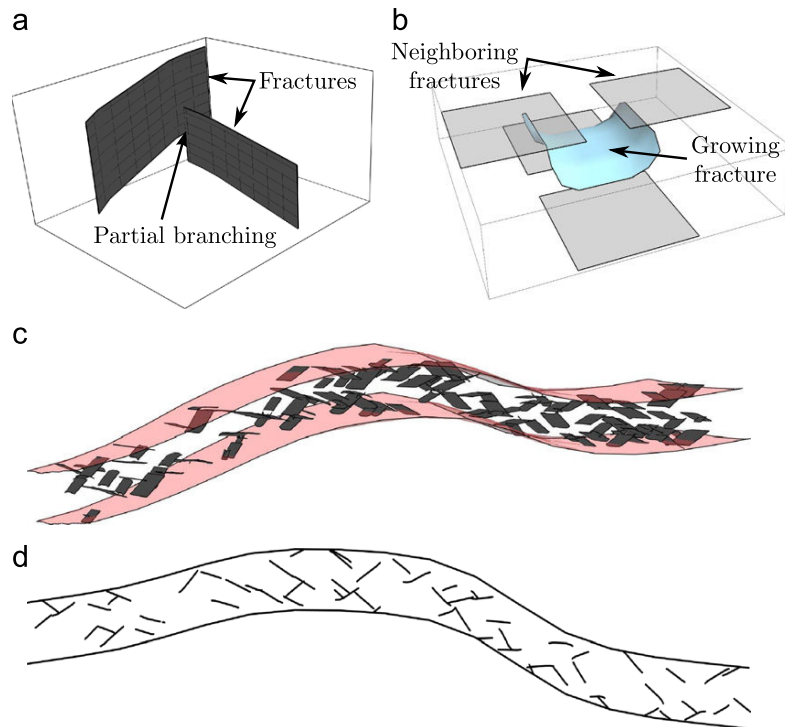 a
Fractures
Partial branching
b
Neighboring
fractures
Growing
fracture
c
d